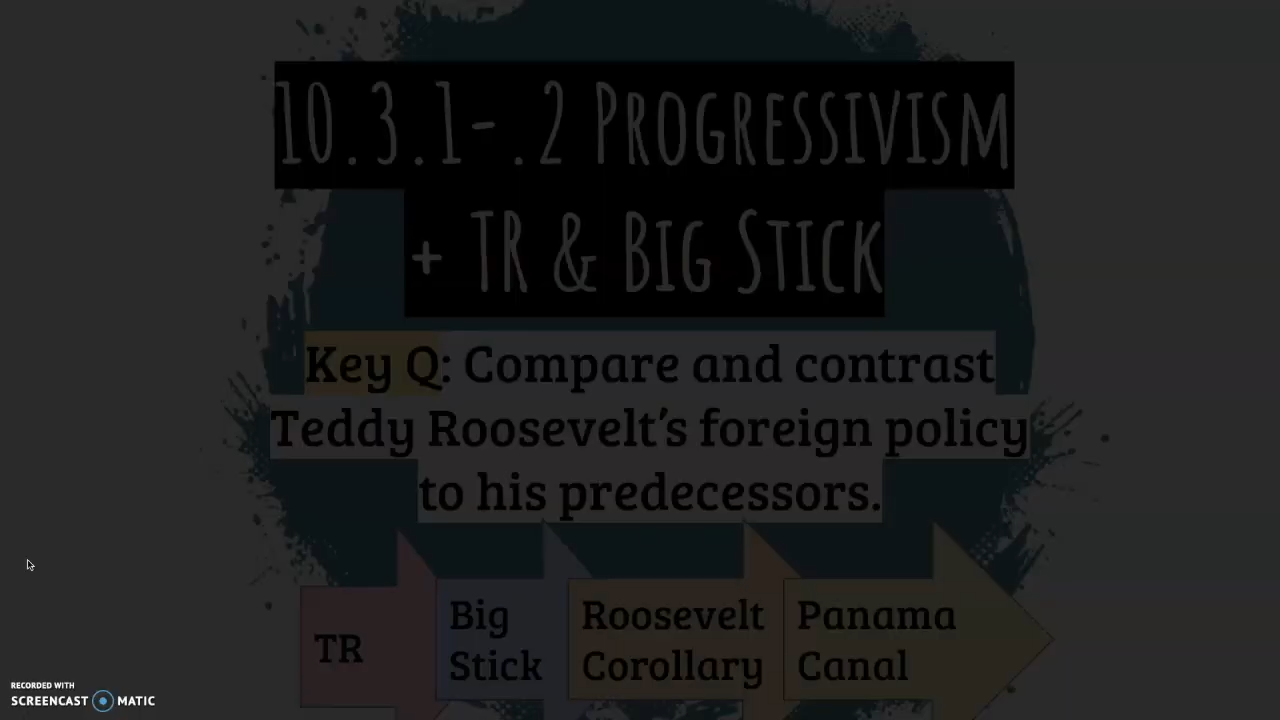 10.3.1-.2 Progressivism
+ TR & Big Stick
Key Q: Compare and contrast
Teddy Roosevelt’s foreign policy
to his predecessors.
TR
Big
Stick
Roosevelt
Corollary
Panama
Canal
RECORDED WITH
SCREENCAST MATIC